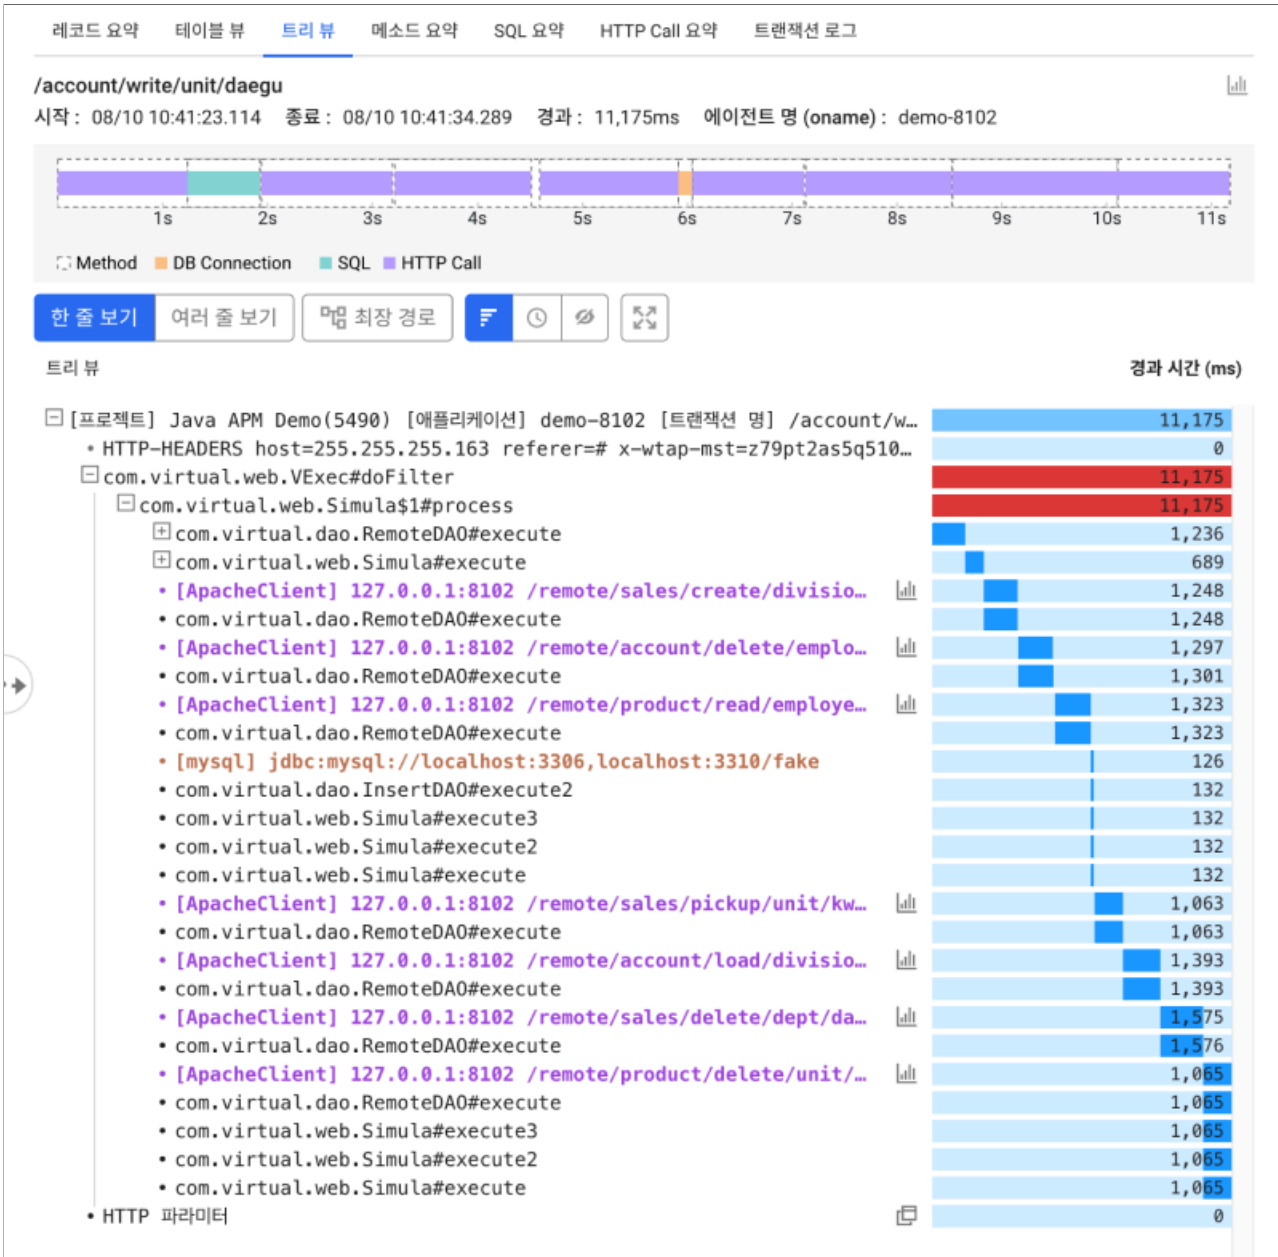 레코드 요약 테이블 뷰 트리 뷰 메소드 요약 SQL 요약 HTTP Call 요약 트랜잭션 로그
/account/write/unit/daegu
시작 : 08/10 10:41:23.114 종료 : 08/10 10:41:34.289 경과 : 11,175ms 에이전트 명 (oname) : demo-8102
1s 2s 3s 4s 5s 6s 7s 8s 9s 10s 11s
Method DB Connection SQL HTTP Call
한 줄 보기 여러 줄 보기 최장 경로
트리 뷰 경과 시간 (ms)
[프로젝트] Java APM Demo(5490) [애플리케이션] demo-8102 [트랜잭션 명] /account/w… 11,175
HTTP-HEADERS host=255.255.255.163 referer=# x-wtap-mst=z79pt2as5q510… 0
com.virtual.web.VExec#doFilter 11,175
com.virtual.web.Simula$1#process 11,175
com.virtual.dao.RemoteDAO#execute 1,236
com.virtual.web.Simula#execute 689
[ApacheClient] 127.0.0.1:8102 /remote/sales/create/divisio… 1,248
com.virtual.dao.RemoteDAO#execute 1,248
[ApacheClient] 127.0.0.1:8102 /remote/account/delete/emplo… 1,297
com.virtual.dao.RemoteDAO#execute 1,301
[ApacheClient] 127.0.0.1:8102 /remote/product/read/employe… 1,323
com.virtual.dao.RemoteDAO#execute 1,323
[mysql] jdbc:mysql://localhost:3306,localhost:3310/fake 126
com.virtual.dao.InsertDAO#execute2 132
com.virtual.web.Simula#execute3 132
com.virtual.web.Simula#execute2 132
com.virtual.web.Simula#execute 132
[ApacheClient] 127.0.0.1:8102 /remote/sales/pickup/unit/kw… 1,063
com.virtual.dao.RemoteDAO#execute 1,063
[ApacheClient] 127.0.0.1:8102 /remote/account/load/divisio… 1,393
com.virtual.dao.RemoteDAO#execute 1,393
[ApacheClient] 127.0.0.1:8102 /remote/sales/delete/dept/da… 1,575
com.virtual.dao.RemoteDAO#execute 1,576
[ApacheClient] 127.0.0.1:8102 /remote/product/delete/unit/… 1,065
com.virtual.dao.RemoteDAO#execute 1,065
com.virtual.web.Simula#execute3 1,065
com.virtual.web.Simula#execute2 1,065
com.virtual.web.Simula#execute 1,065
HTTP 파라미터 0